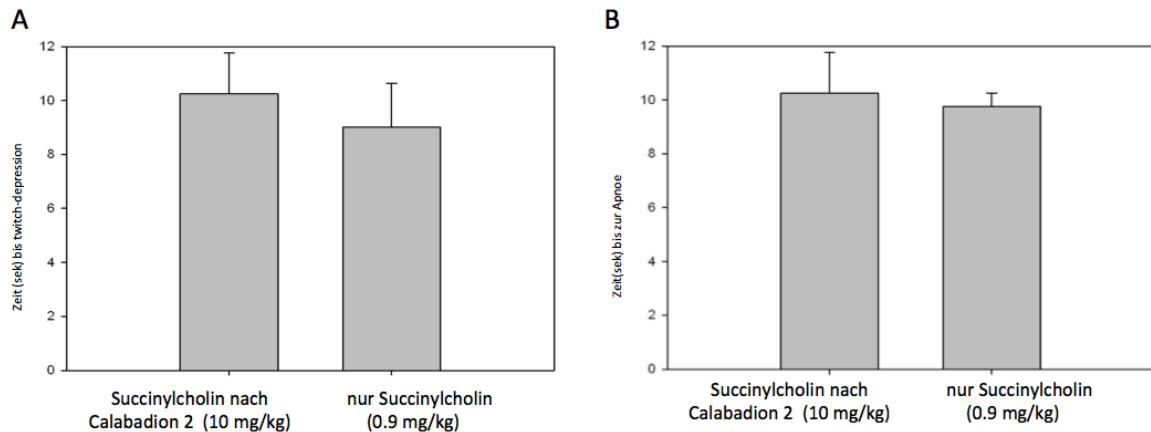 A
12
10
8
6
4
2
0
Zeit (sek) bis twitch-depression
Succinylcholin nach
Calabadion 2 (10 mg/kg)
nur Succinylcholin
(0.9 mg/kg)
B
12
10
8
6
4
2
0
Zeit(sek) bis zur Apnoe
Succinylcholin nach
Calabadion 2 (10 mg/kg)
nur Succinylcholin
(0.9 mg/kg)